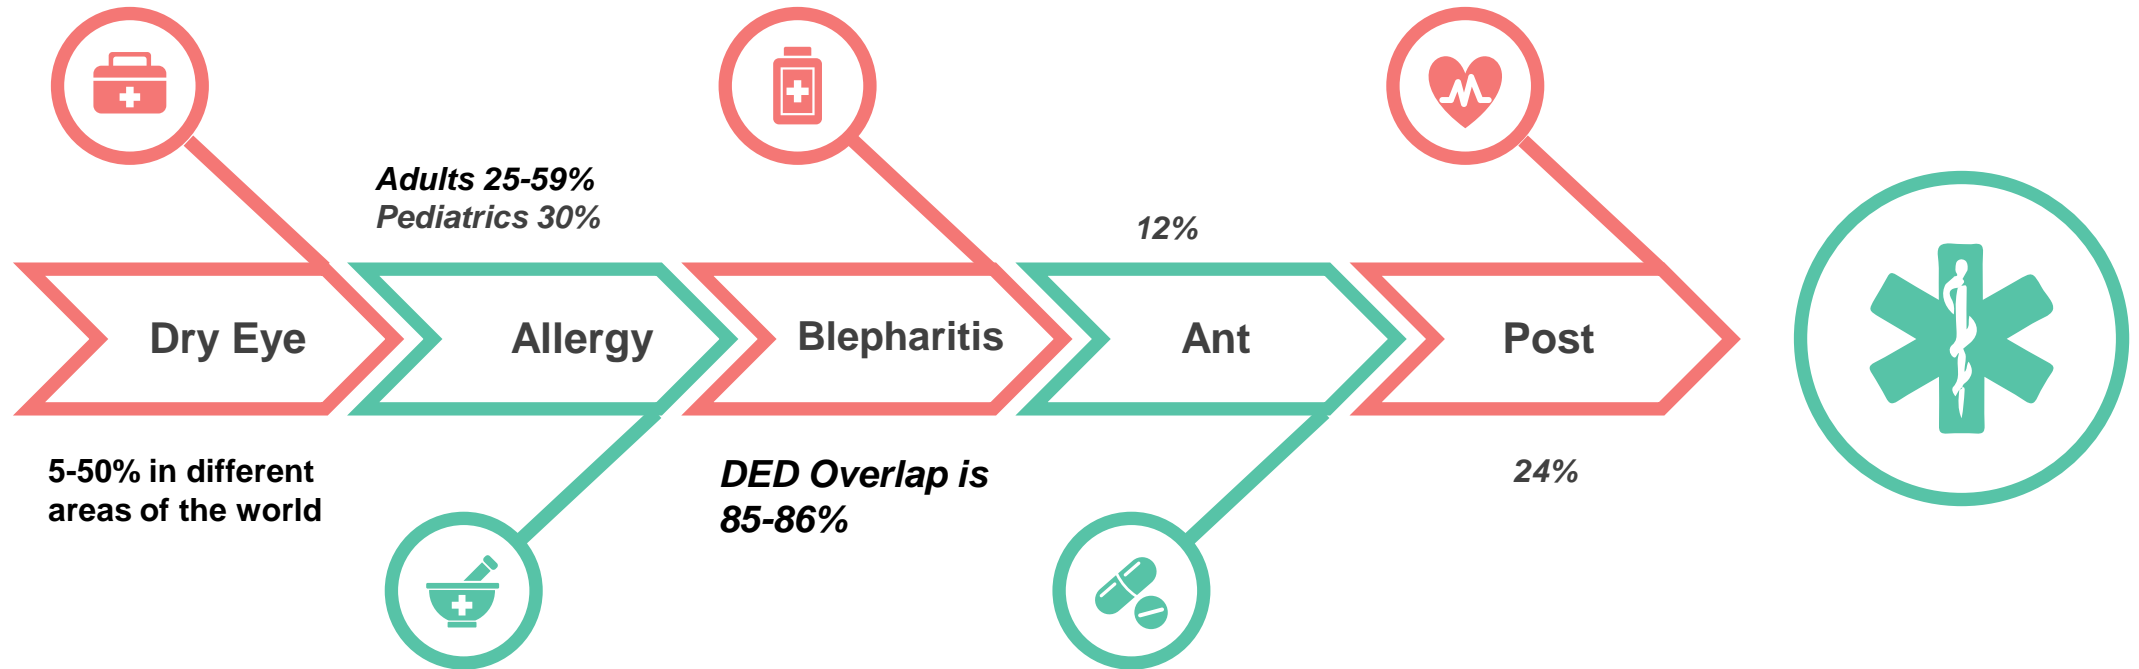 Dry Eye
5-50% in different
areas of the world
Adults 25-59%
Pediatrics 30%
Allergy
Blepharitis
DED Overlap is
85-86%
12%
Ant
Post
24%